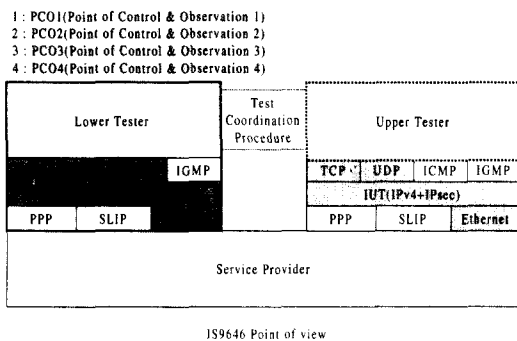 1 : PCO1(Point of Control & Observation 1)
2 : PCO2(Point of Control & Observation 2)
3 : PCO3(Point of Control & Observation 3)
4 : PCO4(Point of Control & Observation 4)
Lower Tester
Test
Coordination
Procedure
Upper Tester
IGMP
TCP
UDP
ICMP
IGMP
IUT(IPv4+IPsec)
PPP
SLIP
PPP
SLIP
Ethernet
Service Provider
IS9646 Point of view